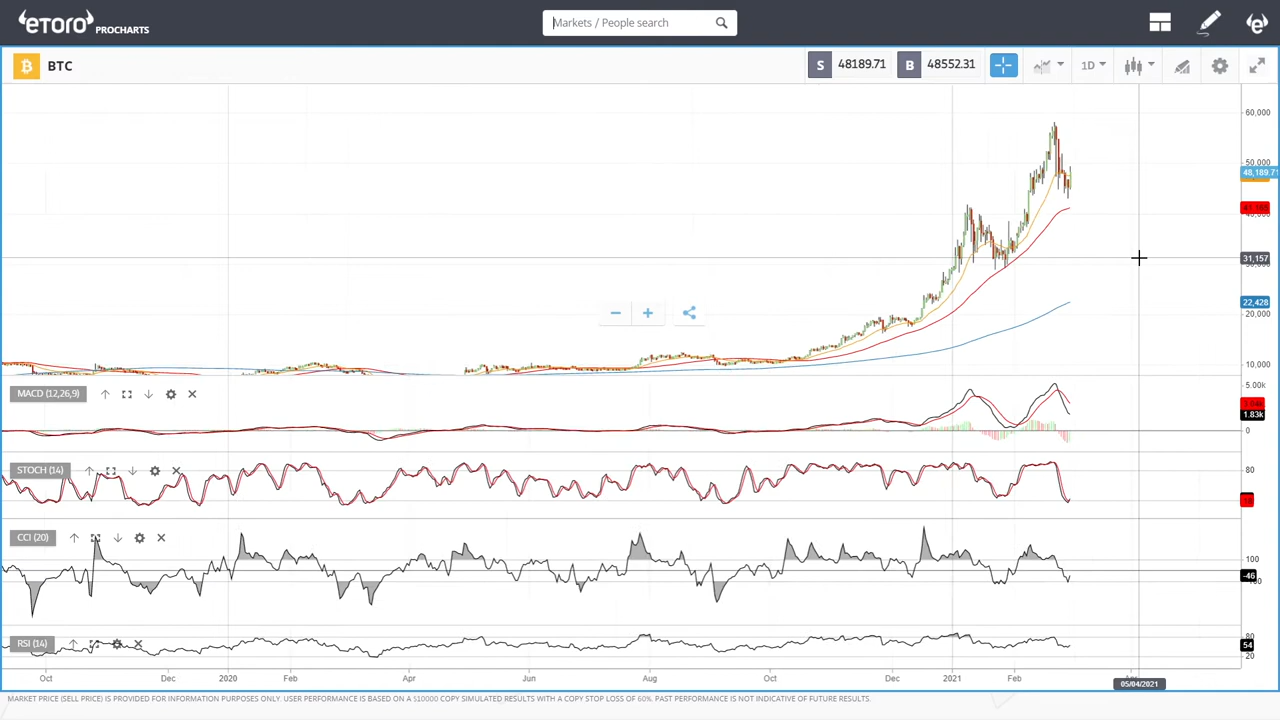 eTORO PROCHARTS
Markets / People search
BTC
S 48189.71 B 48552.31 1D
60,000
50,000
48,189.71
31,157
22,428
20,000
10,000
MACD (12,26,9)
5.00k
1.83k
0
STOCH (14)
80
CCI (20)
100
-46
RSI (14)
80
54
20
Oct Dec 2020 Feb Apr Jun Aug Oct Dec 2021 Feb
05/04/2021
MARKET PRICE (SELL PRICE) IS PROVIDED FOR INFORMATION PURPOSES ONLY. USER PERFORMANCE IS BASED ON A $10000 COPY SIMULATED RESULTS WITH A COPY STOP LOSS OF 60%. PAST PERFORMANCE IS NOT INDICATIVE OF FUTURE RESULTS.